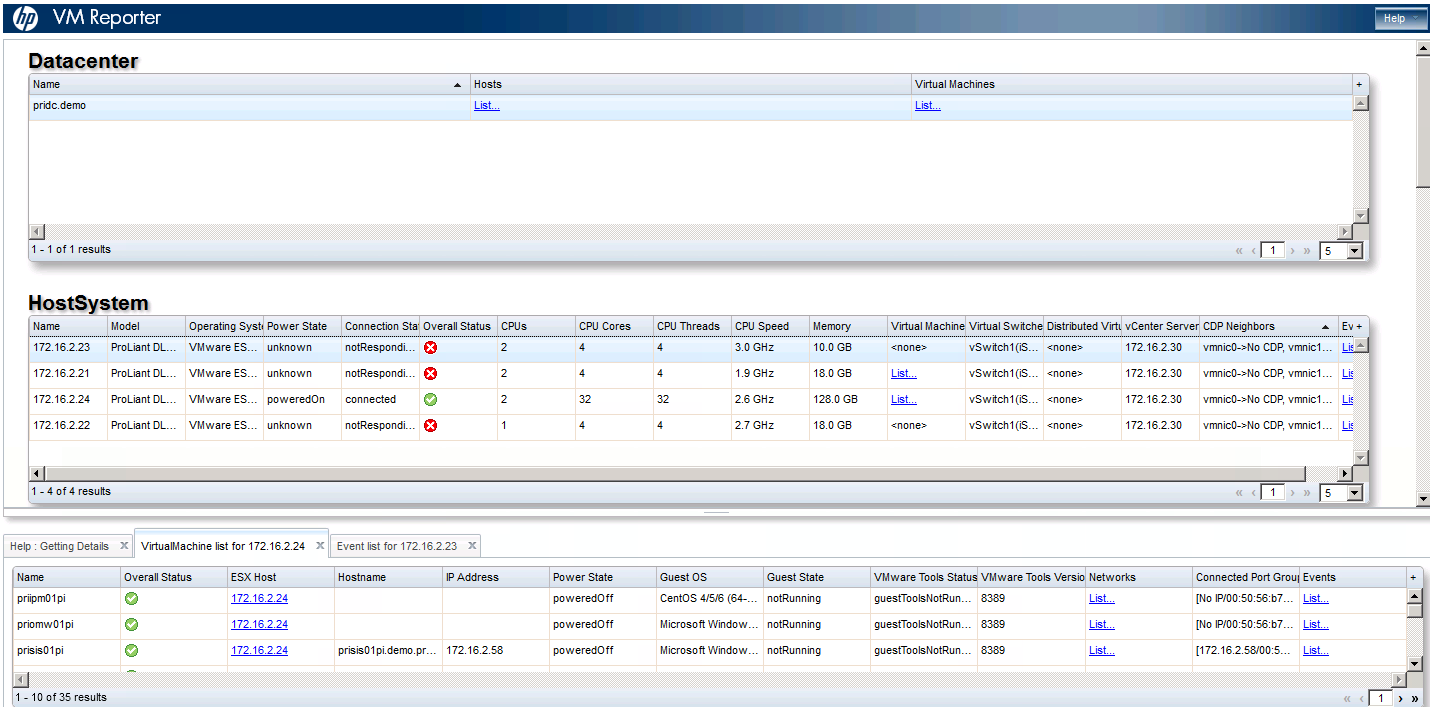 hp VM Reporter Help
Datacenter
Name Hosts Virtual Machines +
pridc.demo List... List...
1 - 1 of 1 results « ‹ 1 › » 5
HostSystem
Name Model Operating Syste Power State Connection Sta Overall Status CPUs CPU Cores CPU Threads CPU Speed Memory Virtual Machine Virtual Switche Distributed Virtu vCenter Server CDP Neighbors Ev +
172.16.2.23 ProLiant DL... VMware ES... unknown notRespondi... 2 4 4 3.0 GHz 10.0 GB <none> vSwitch1(iS... <none> 172.16.2.30 vmnic0->No CDP, vmnic1... Lis
172.16.2.21 ProLiant DL... VMware ES... unknown notRespondi... 2 4 4 1.9 GHz 18.0 GB List... vSwitch1(iS... <none> 172.16.2.30 vmnic0->No CDP, vmnic1... Lis
172.16.2.24 ProLiant DL... VMware ES... poweredOn connected 2 32 32 2.6 GHz 128.0 GB List... vSwitch1(iS... <none> 172.16.2.30 vmnic0->No CDP, vmnic1... Lis
172.16.2.22 ProLiant DL... VMware ES... unknown notRespondi... 1 4 4 2.7 GHz 18.0 GB <none> vSwitch1(iS... <none> 172.16.2.30 vmnic0->No CDP, vmnic1... Lis
1 - 4 of 4 results « ‹ 1 › » 5
Help : Getting Details x VirtualMachine list for 172.16.2.24 x Event list for 172.16.2.23 x
Name Overall Status ESX Host Hostname IP Address Power State Guest OS Guest State VMware Tools Status VMware Tools Versio Networks Connected Port Grou Events +
priipm01pi 172.16.2.24 poweredOff CentOS 4/5/6 (64-... notRunning guestToolsNotRun... 8389 List... [No IP/00:50:56:b7... List...
priomw01pi 172.16.2.24 poweredOff Microsoft Window... notRunning guestToolsNotRun... 8389 List... [No IP/00:50:56:b7... List...
prisis01pi 172.16.2.24 prisis01pi.demo.pr... 172.16.2.58 poweredOff Microsoft Window... notRunning guestToolsNotRun... 8389 List... [172.16.2.58/00:5... List...
1 - 10 of 35 results « ‹ 1 › »